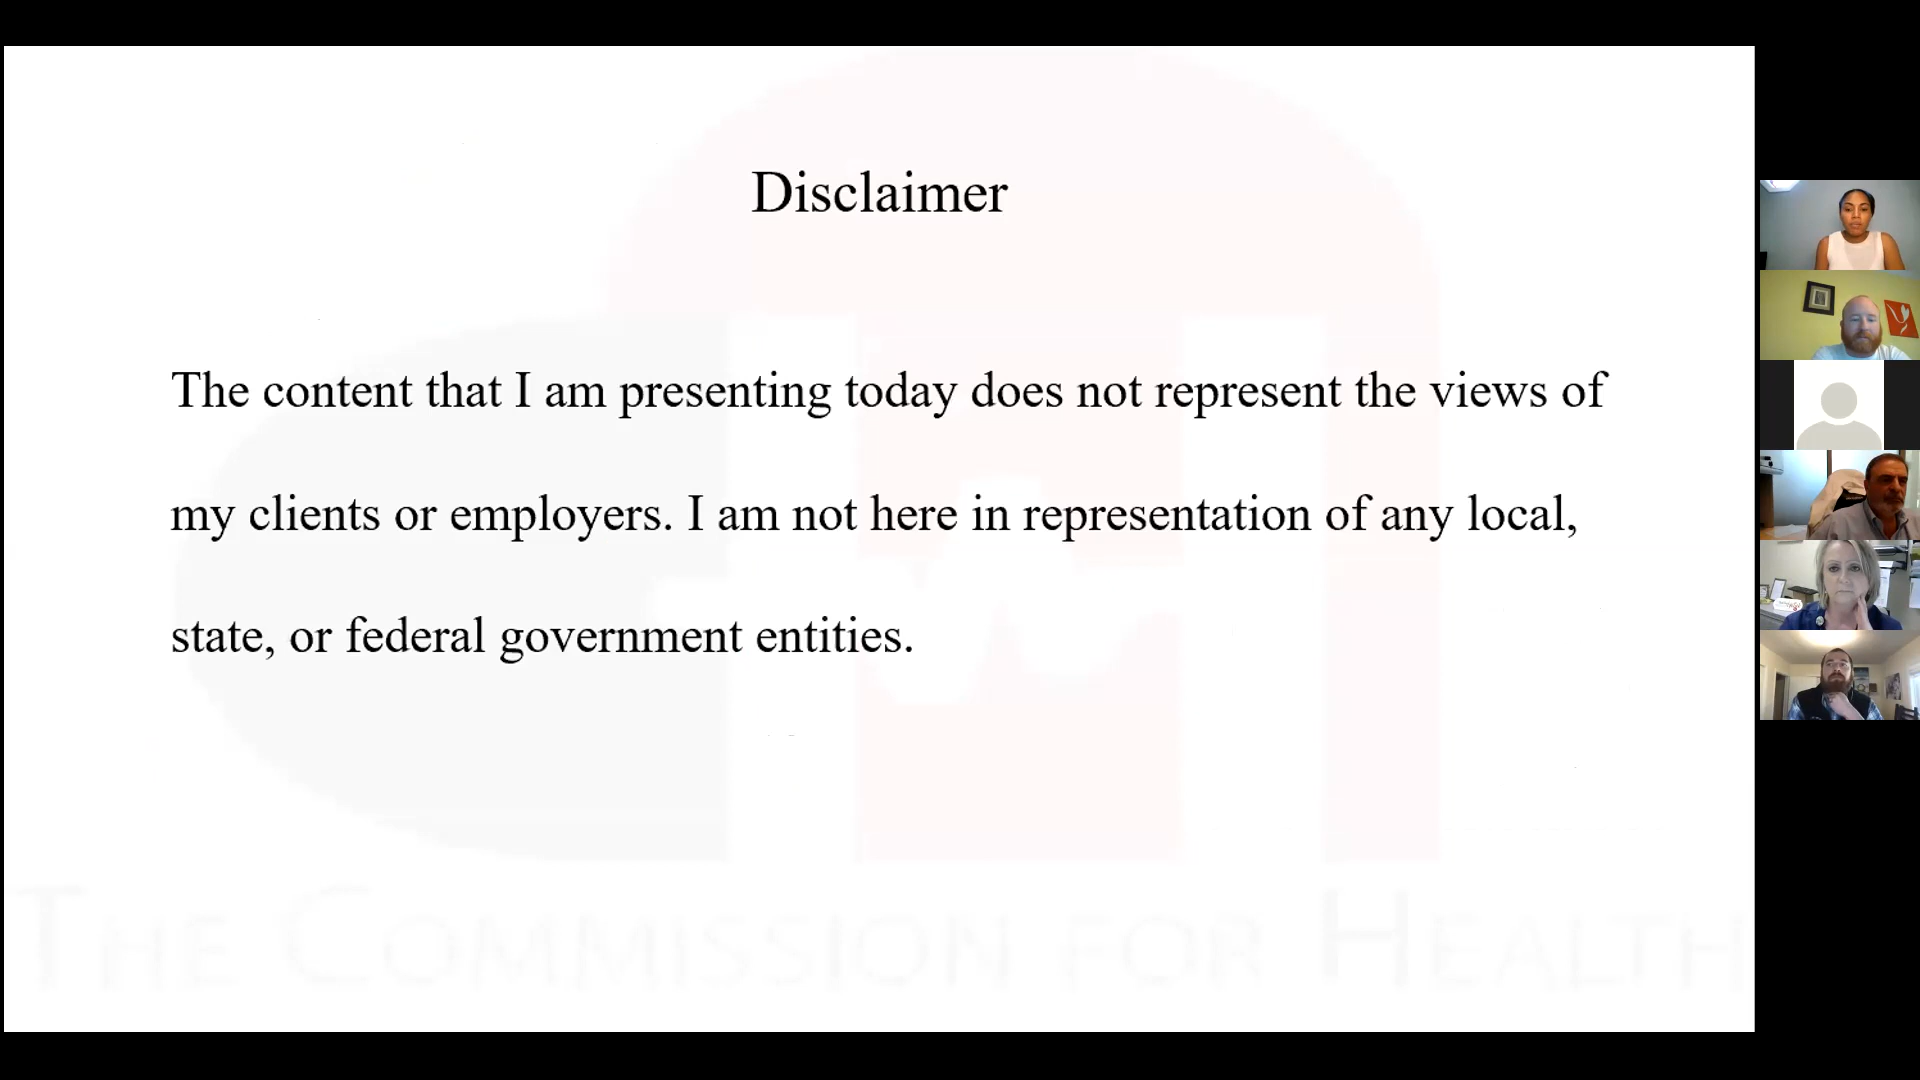 Disclaimer
The content that I am presenting today does not represent the views of
my clients or employers. I am not here in representation of any local,
state, or federal government entities.
THE COMMISSION FOR HEALTH